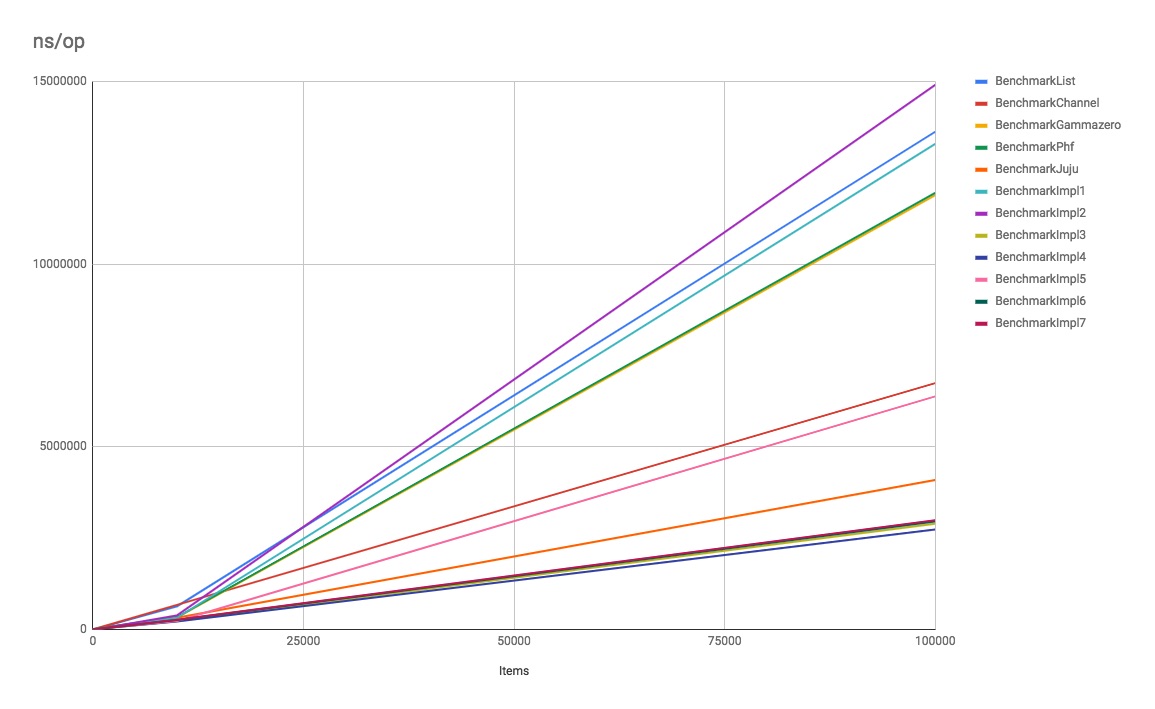 ns/op
15000000
10000000
5000000
0
0
25000
50000
75000
100000
Items
BenchmarkList
BenchmarkChannel
BenchmarkGammazero
BenchmarkPhf
BenchmarkJuju
BenchmarkImpl1
BenchmarkImpl2
BenchmarkImpl3
BenchmarkImpl4
BenchmarkImpl5
BenchmarkImpl6
BenchmarkImpl7